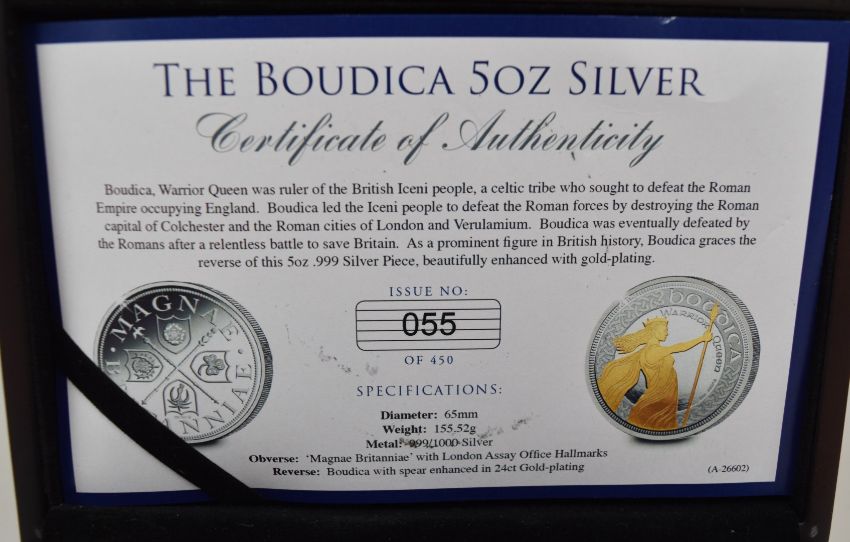 THE BOUDICA 5OZ SILVER
Certificate of Authenticity
Boudica, Warrior Queen was ruler of the British Iceni people, a celtic tribe who sought to defeat the Roman
Empire occupying England. Boudica led the Iceni people to defeat the Roman forces by destroying the Roman
capital of Colchester and the Roman cities of London and Verulamium. Boudica was eventually defeated by
the Romans after a relentless battle to save Britain. As a prominent figure in British history, Boudica graces the
reverse of this 5oz .999 Silver Piece, beautifully enhanced with gold-plating.
MAGNA
NNIAE
ISSUE NO:
055
OF 450
BOUDICA
WARRIOR QUEEN
SPECIFICATIONS:
Diameter: 65mm
Weight: 155.52g
Metal: 999/1000 Silver
Obverse: 'Magnae Britanniae' with London Assay Office Hallmarks
Reverse: Boudica with spear enhanced in 24ct Gold-plating
(A-26602)